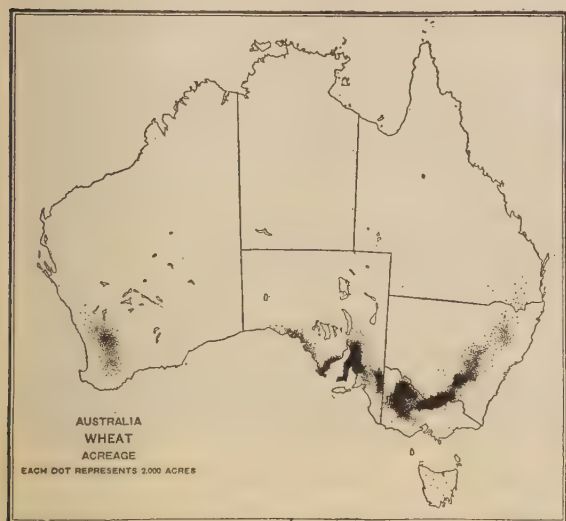 AUSTRALIA
WHEAT
ACREAGE
EACH DOT REPRESENTS 2,000 ACRES